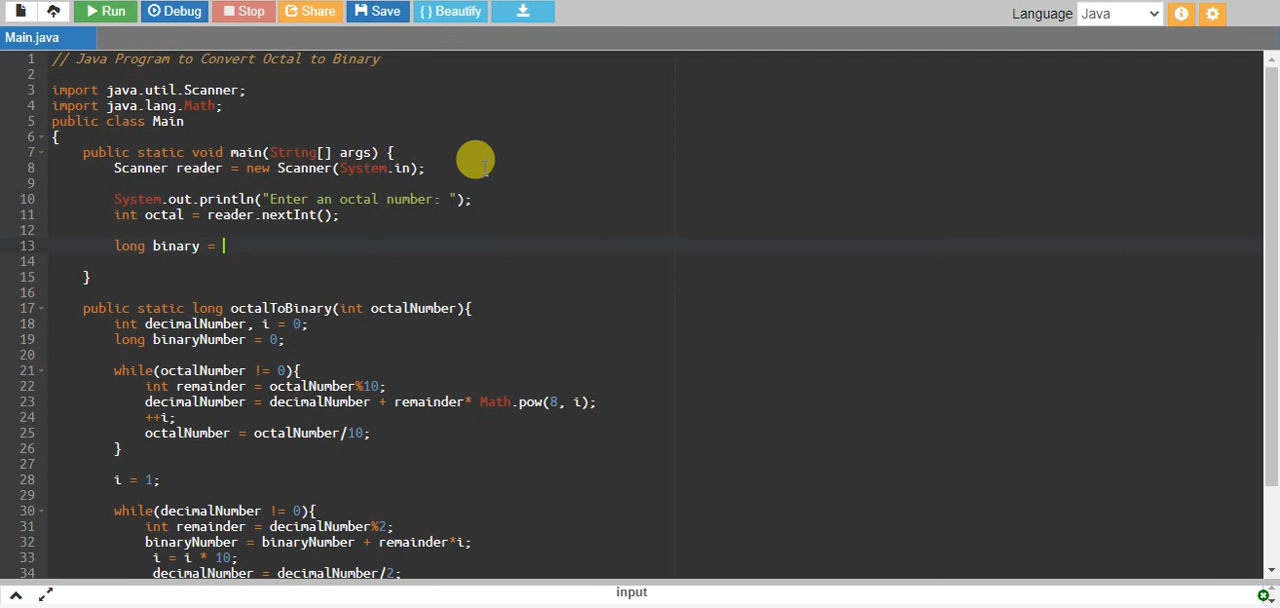 Run Debug Stop Share Save { } Beautify Language Java
Main.java
1 // Java Program to Convert Octal to Binary
2
3 import java.util.Scanner;
4 import java.lang.Math;
5 public class Main
6 {
7 public static void main(String[] args) {
8 Scanner reader = new Scanner(System.in);
9
10 System.out.println("Enter an octal number: ");
11 int octal = reader.nextInt();
12
13 long binary =
14
15 }
16
17 public static long octalToBinary(int octalNumber){
18 int decimalNumber, i = 0;
19 long binaryNumber = 0;
20
21 while(octalNumber != 0){
22 int remainder = octalNumber%10;
23 decimalNumber = decimalNumber + remainder* Math.pow(8, i);
24 ++i;
25 octalNumber = octalNumber/10;
26 }
27
28 i = 1;
29
30 while(decimalNumber != 0){
31 int remainder = decimalNumber%2;
32 binaryNumber = binaryNumber + remainder*i;
33 i = i * 10;
34 decimalNumber = decimalNumber/2;
input